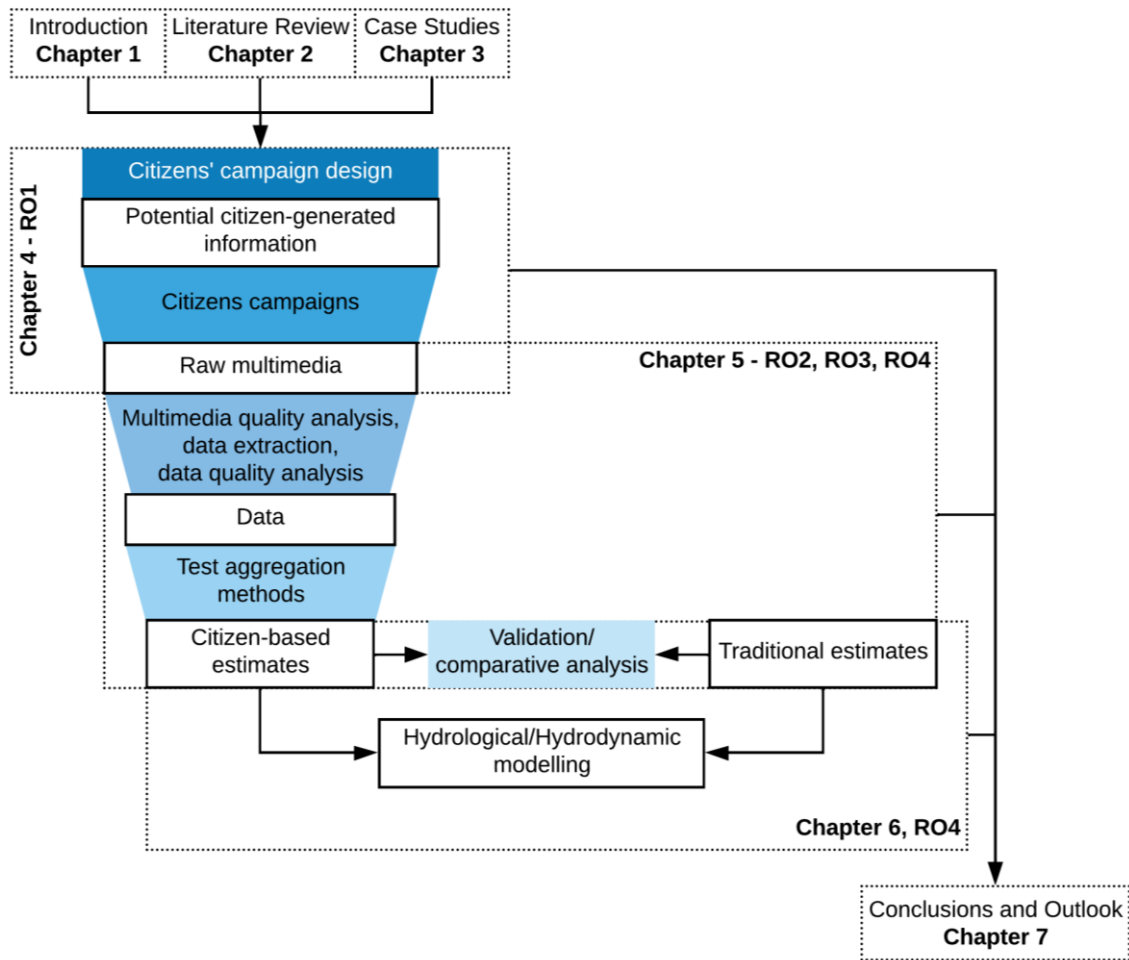 Introduction
Chapter 1
Literature Review
Chapter 2
Case Studies
Chapter 3
Chapter 4 - RO1
Citizens' campaign design
Potential citizen-generated
information
Citizens campaigns
Raw multimedia
Chapter 5 - RO2, RO3, RO4
Multimedia quality analysis,
data extraction,
data quality analysis
Data
Test aggregation
methods
Citizen-based
estimates
Validation/
comparative analysis
Traditional estimates
Hydrological/Hydrodynamic
modelling
Chapter 6, RO4
Conclusions and Outlook
Chapter 7